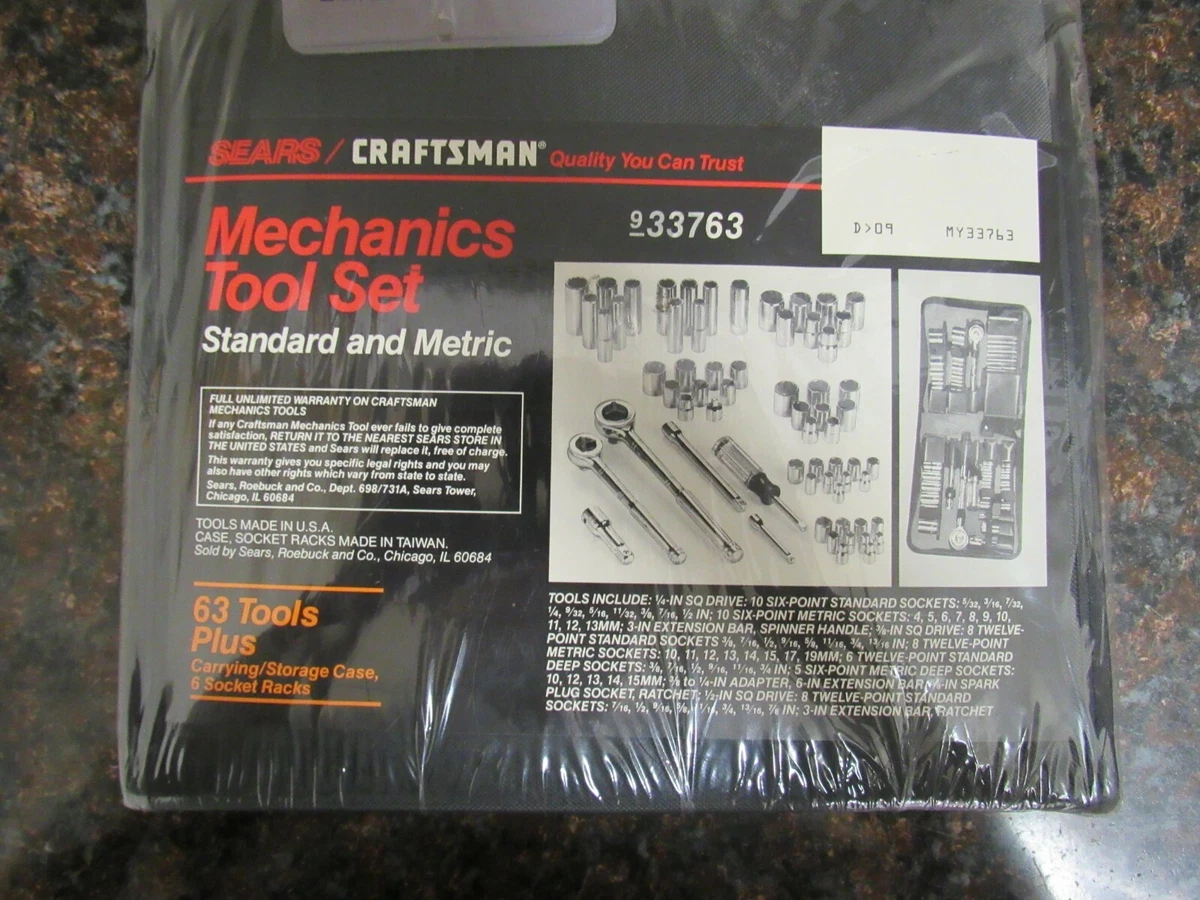 SEARS / CRAFTSMAN® Quality You Can Trust
D>09 MY33763
Mechanics
Tool Set
Standard and Metric
933763
FULL UNLIMITED WARRANTY ON CRAFTSMAN
MECHANICS TOOLS
If any Craftsman Mechanics Tool ever fails to give complete
satisfaction, RETURN IT TO THE NEAREST SEARS STORE IN
THE UNITED STATES and Sears will replace it, free of charge.
This warranty gives you specific legal rights and you may
also have other rights which vary from state to state.
Sears, Roebuck and Co., Dept. 698/731A, Sears Tower,
Chicago, IL 60684
TOOLS MADE IN U.S.A.
CASE, SOCKET RACKS MADE IN TAIWAN.
Sold by Sears, Roebuck and Co., Chicago, IL 60684
63 Tools
Plus
Carrying/Storage Case,
6 Socket Racks
TOOLS INCLUDE: 1/4-IN SQ DRIVE: 10 SIX-POINT STANDARD SOCKETS: 5/32, 3/16, 7/32,
1/4, 9/32, 5/16, 11/32, 3/8, 7/16, 1/2 IN; 10 SIX-POINT METRIC SOCKETS: 4, 5, 6, 7, 8, 9, 10,
11, 12, 13MM; 3-IN EXTENSION BAR, SPINNER HANDLE; 3/8-IN SQ DRIVE: 8 TWELVE-
POINT STANDARD SOCKETS 3/8, 7/16, 1/2, 9/16, 5/8, 11/16, 3/4, 13/16 IN; 8 TWELVE-POINT
METRIC SOCKETS: 10, 11, 12, 13, 14, 15, 17, 19MM; 6 TWELVE-POINT STANDARD
DEEP SOCKETS: 3/8, 7/16, 1/2, 9/16, 11/16, 3/4 IN; 5 SIX-POINT METRIC DEEP SOCKETS:
10, 12, 13, 14, 15MM; 3/8 to 1/4-IN ADAPTER, 6-IN EXTENSION BAR, -IN SPARK
PLUG SOCKET, RATCHET; 1/2-IN SQ DRIVE: 8 TWELVE-POINT STANDARD
SOCKETS: 7/16, 1/2, 9/16, 5/8, 11/16, 3/4, 13/16, 7/8 IN; 3-IN EXTENSION BAR, RATCHET